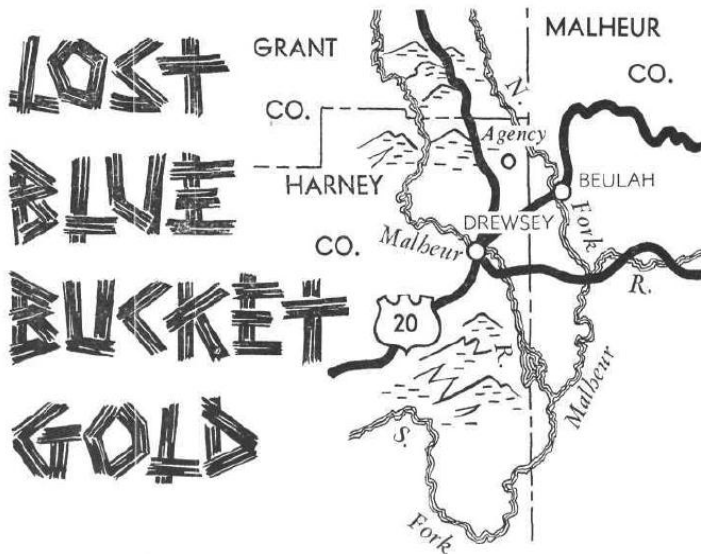 LOST
BLUE
BUCKET
GOLD
GRANT
CO.
MALHEUR
CO.
N.
Agency
HARNEY
CO.
BEULAH
DREWSEY
Fork
Malheur
R.
20
R.
Malheur
S.
Fork